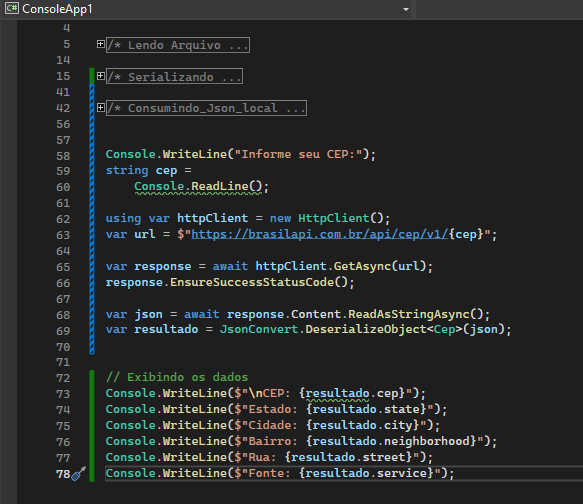 C# ConsoleApp1
4
5 /* Lendo Arquivo ...
14
15 /* Serializando ...
41
42 /* Consumindo_Json_local ...
56
57
58 Console.WriteLine("Informe seu CEP:");
59 string cep =
60     Console.ReadLine();
61
62 using var httpClient = new HttpClient();
63 var url = $"https://brasilapi.com.br/api/cep/v1/{cep}";
64
65 var response = await httpClient.GetAsync(url);
66 response.EnsureSuccessStatusCode();
67
68 var json = await response.Content.ReadAsStringAsync();
69 var resultado = JsonConvert.DeserializeObject<Cep>(json);
70
71
72 // Exibindo os dados
73 Console.WriteLine($"\nCEP: {resultado.cep}");
74 Console.WriteLine($"Estado: {resultado.state}");
75 Console.WriteLine($"Cidade: {resultado.city}");
76 Console.WriteLine($"Bairro: {resultado.neighborhood}");
77 Console.WriteLine($"Rua: {resultado.street}");
78 Console.WriteLine($"Fonte: {resultado.service}");